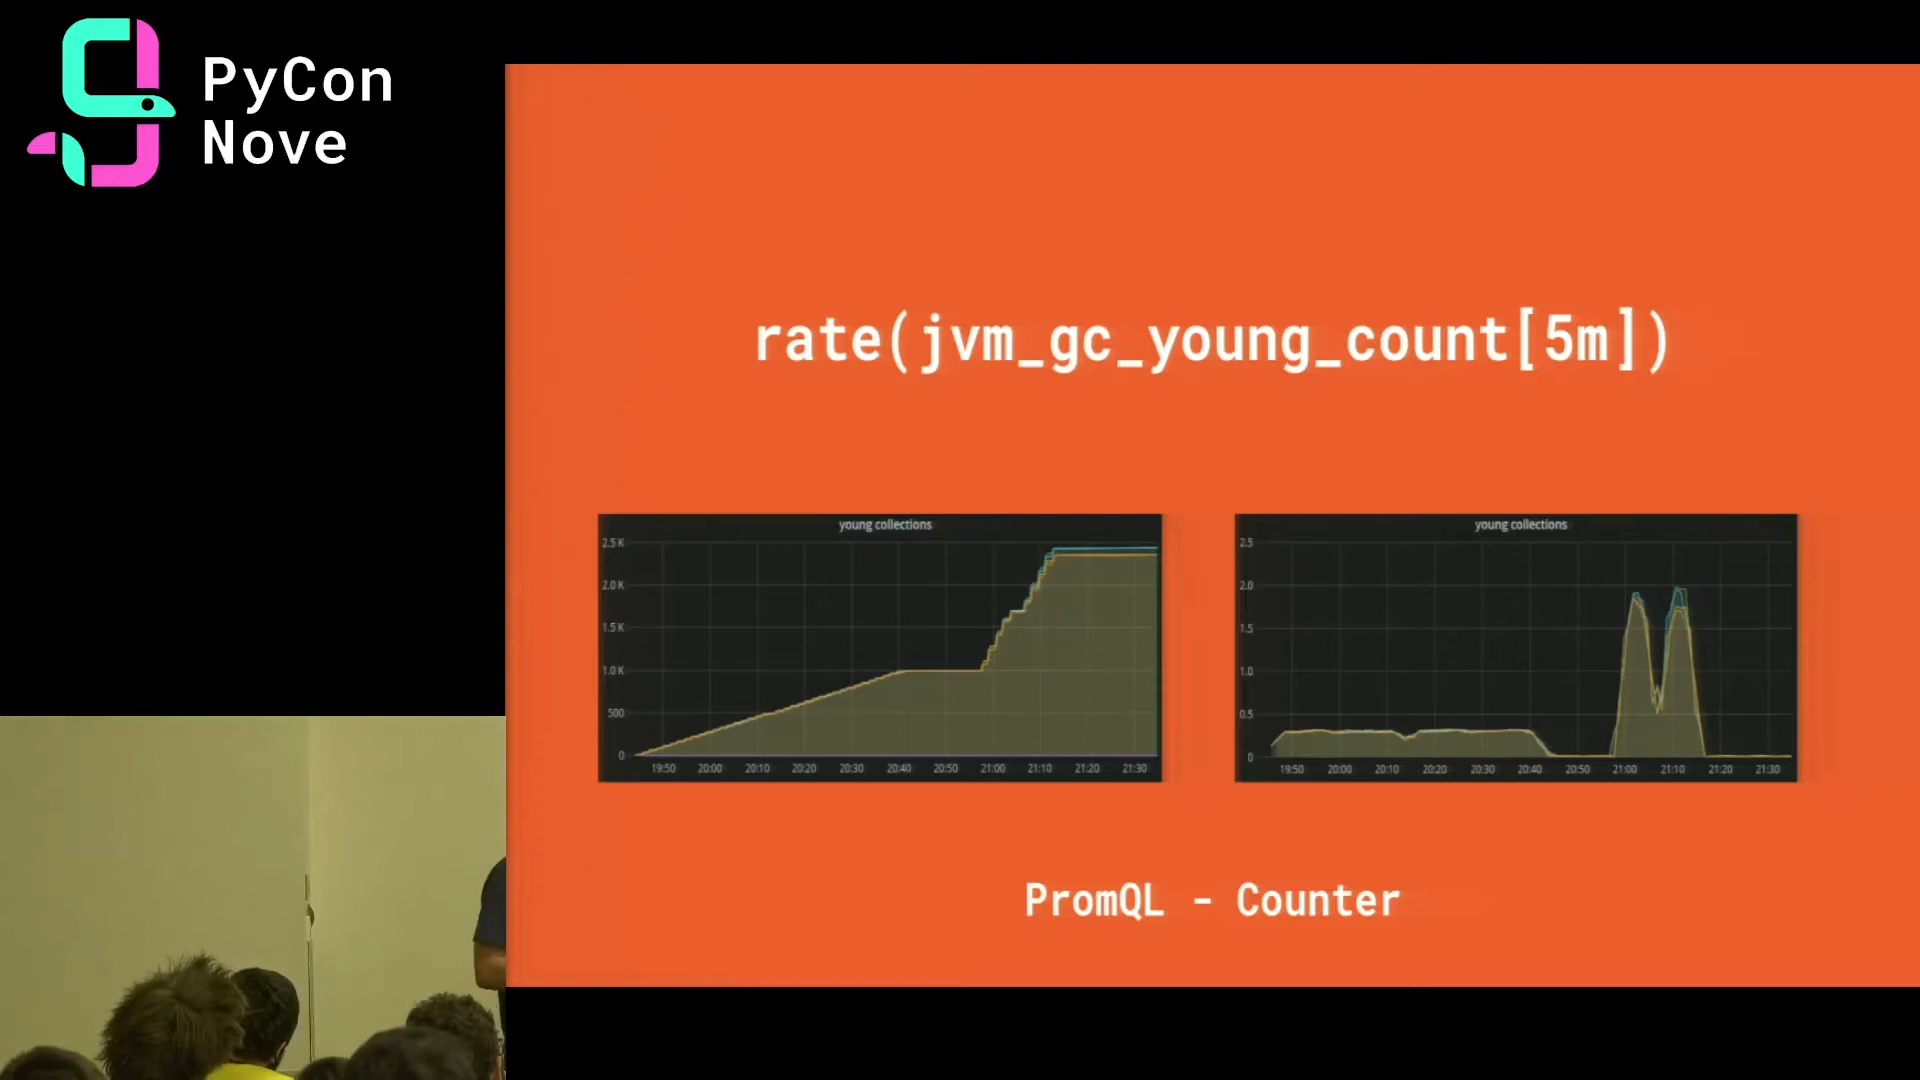 PyCon
Nove
rate(jvm_gc_young_count[5m])
young collections
2.5 K
2.0 K
1.5 K
1.0 K
500
0
19:50 20:00 20:10 20:20 20:30 20:40 20:50 21:00 21:10 21:20 21:30
young collections
2.5
2.0
1.5
1.0
0.5
0
19:50 20:00 20:10 20:20 20:30 20:40 20:50 21:00 21:10 21:20 21:30
PromQL - Counter